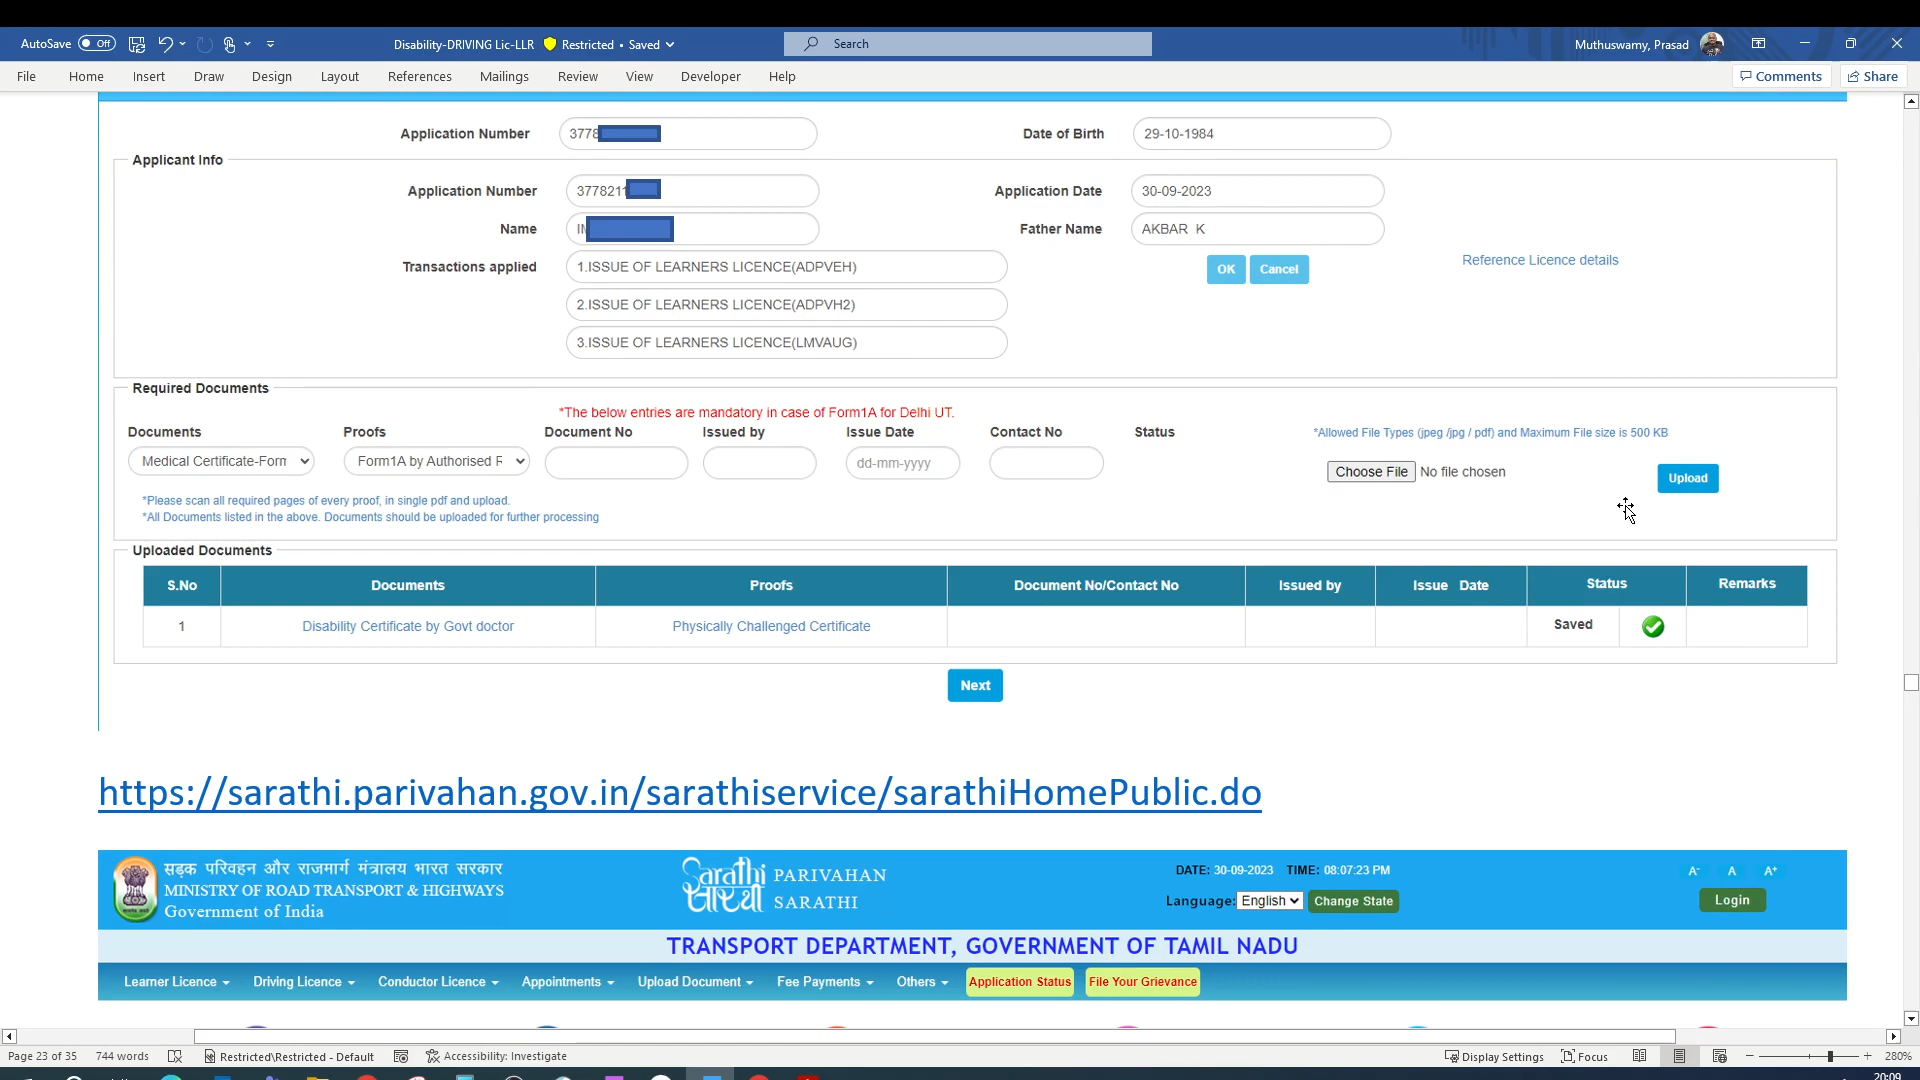 AutoSave Off Disability-DRIVING Lic-LLR Restricted • Saved Search Muthuswamy, Prasad
File Home Insert Draw Design Layout References Mailings Review View Developer Help Comments Share
Application Number 3778 Date of Birth 29-10-1984
Applicant Info
Application Number 377821 Application Date 30-09-2023
Name Father Name AKBAR K
Transactions applied 1.ISSUE OF LEARNERS LICENCE(ADPVEH) OK Cancel Reference Licence details
2.ISSUE OF LEARNERS LICENCE(ADPVH2)
3.ISSUE OF LEARNERS LICENCE(LMVAUG)
Required Documents
*The below entries are mandatory in case of Form1A for Delhi UT.
Documents Proofs Document No Issued by Issue Date Contact No Status *Allowed File Types (jpeg /jpg / pdf) and Maximum File size is 500 KB
Medical Certificate-Form Form1A by Authorised dd-mm-yyyy Choose File No file chosen Upload
*Please scan all required pages of every proof, in single pdf and upload.
*All Documents listed in the above. Documents should be uploaded for further processing
Uploaded Documents
S.No Documents Proofs Document No/Contact No Issued by Issue Date Status Remarks
1 Disability Certificate by Govt doctor Physically Challenged Certificate Saved
Next
https://sarathi.parivahan.gov.in/sarathiservice/sarathiHomePublic.do
सड़क परिवहन और राजमार्ग मंत्रालय भारत सरकार
MINISTRY OF ROAD TRANSPORT & HIGHWAYS
Government of India
Sarathi सारथी PARIVAHAN SARATHI
DATE: 30-09-2023 TIME: 08:07:23 PM A- A A+
Language: English Change State Login
TRANSPORT DEPARTMENT, GOVERNMENT OF TAMIL NADU
Learner Licence Driving Licence Conductor Licence Appointments Upload Document Fee Payments Others Application Status File Your Grievance
Page 23 of 35 744 words Restricted\Restricted - Default Accessibility: Investigate Display Settings Focus 280%
20:09